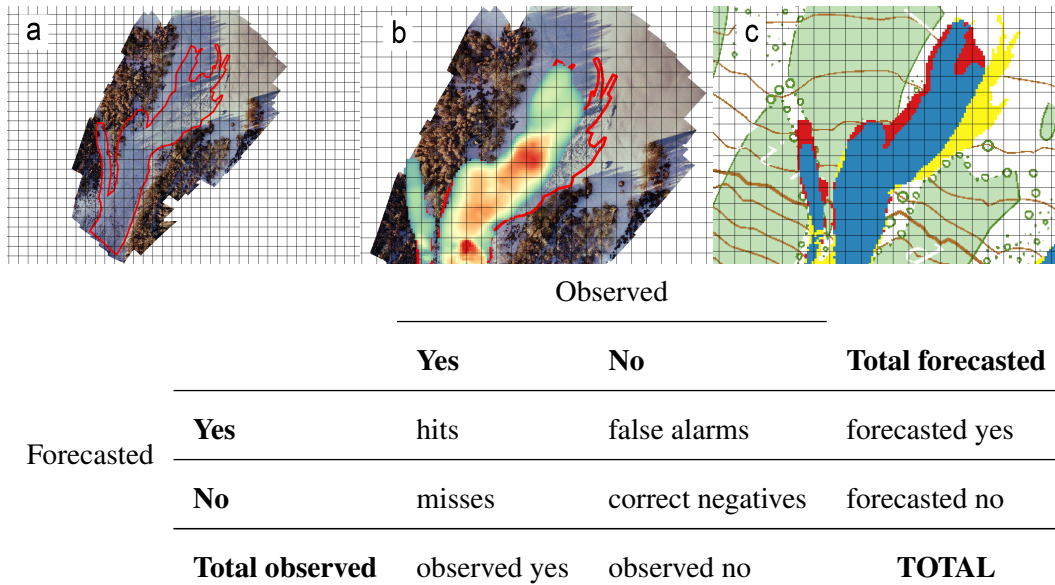 a
b
c
Observed
Yes No Total forecasted
Forecasted
Yes hits false alarms forecasted yes
No misses correct negatives forecasted no
Total observed observed yes observed no TOTAL